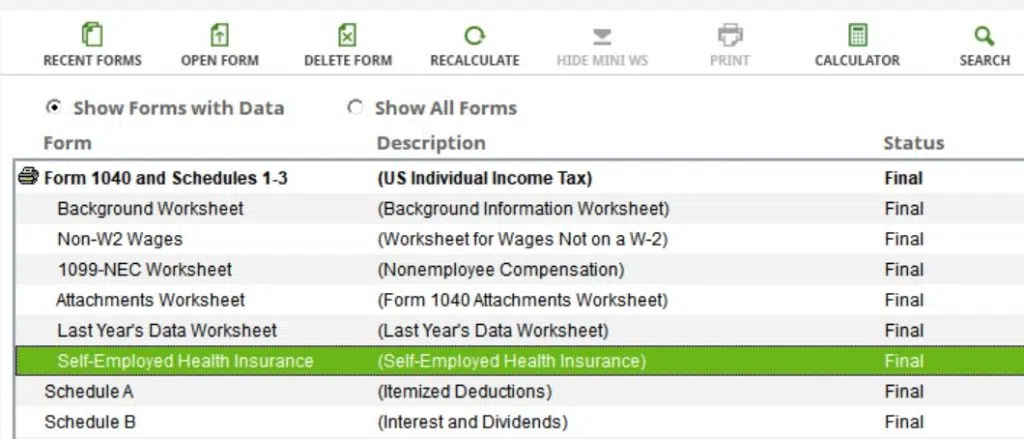 RECENT FORMS OPEN FORM DELETE FORM RECALCULATE HIDE MINI WS PRINT CALCULATOR SEARCH
Show Forms with Data Show All Forms
Form Description Status
Form 1040 and Schedules 1-3 (US Individual Income Tax) Final
Background Worksheet (Background Information Worksheet) Final
Non-W2 Wages (Worksheet for Wages Not on a W-2) Final
1099-NEC Worksheet (Nonemployee Compensation) Final
Attachments Worksheet (Form 1040 Attachments Worksheet) Final
Last Year's Data Worksheet (Last Year's Data Worksheet) Final
Self-Employed Health Insurance (Self-Employed Health Insurance) Final
Schedule A (Itemized Deductions) Final
Schedule B (Interest and Dividends) Final